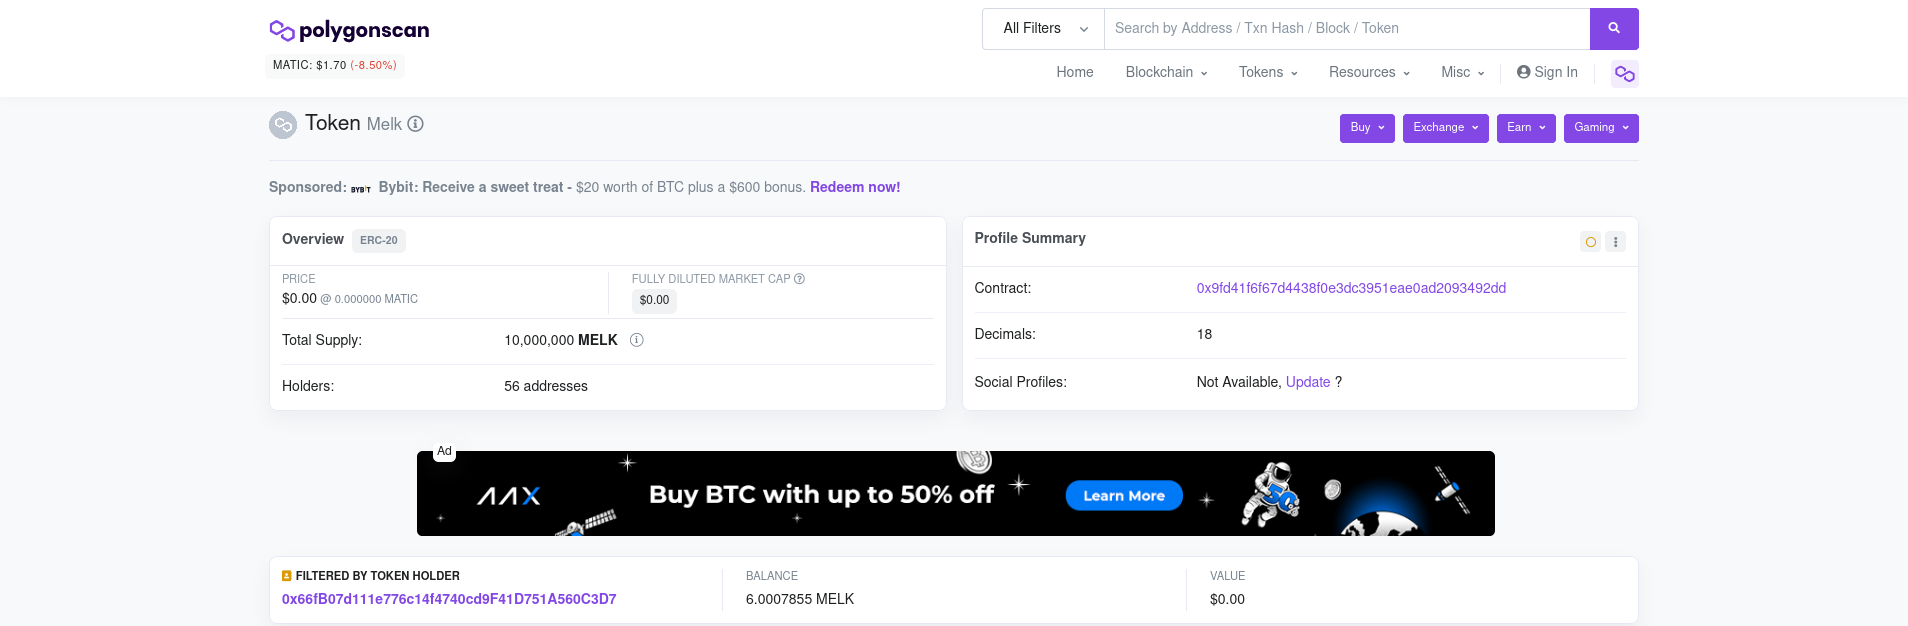 polygonscan
MATIC: $1.70 (-8.50%)
All Filters
Search by Address / Txn Hash / Block / Token
Home Blockchain Tokens Resources Misc Sign In
Token Melk
Buy Exchange Earn Gaming
Sponsored: BYBIT Bybit: Receive a sweet treat - $20 worth of BTC plus a $600 bonus. Redeem now!
Overview ERC-20
PRICE
$0.00 @ 0.000000 MATIC
FULLY DILUTED MARKET CAP
$0.00
Total Supply: 10,000,000 MELK
Holders: 56 addresses
Profile Summary
Contract: 0x9fd41f6f67d4438f0e3dc3951eae0ad2093492dd
Decimals: 18
Social Profiles: Not Available, Update ?
Ad
AAX
Buy BTC with up to 50% off
Learn More
FILTERED BY TOKEN HOLDER
0x66fB07d111e776c14f4740cd9F41D751A560C3D7
BALANCE
6.0007855 MELK
VALUE
$0.00